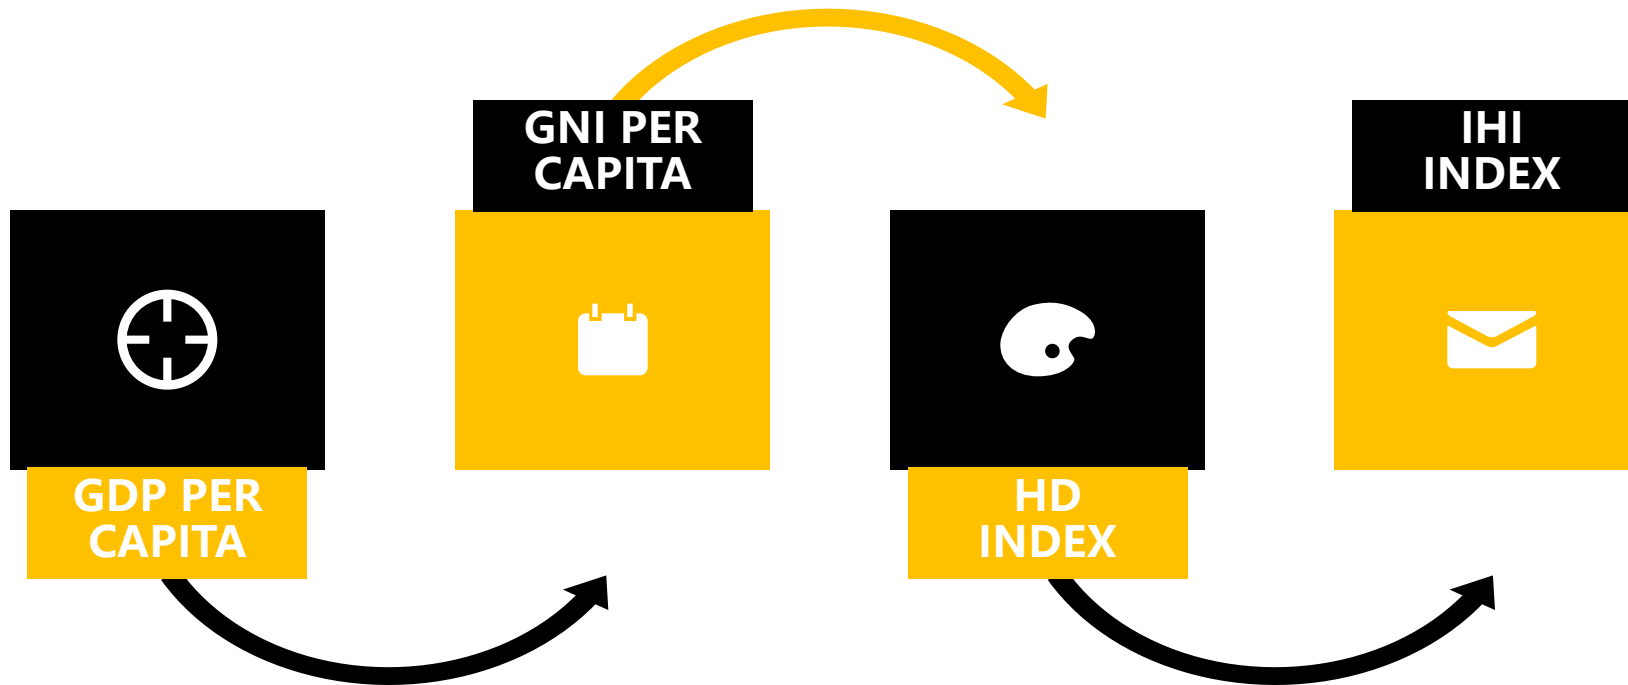 GDP PER
CAPITA
GNI PER
CAPITA
HD
INDEX
IHI
INDEX